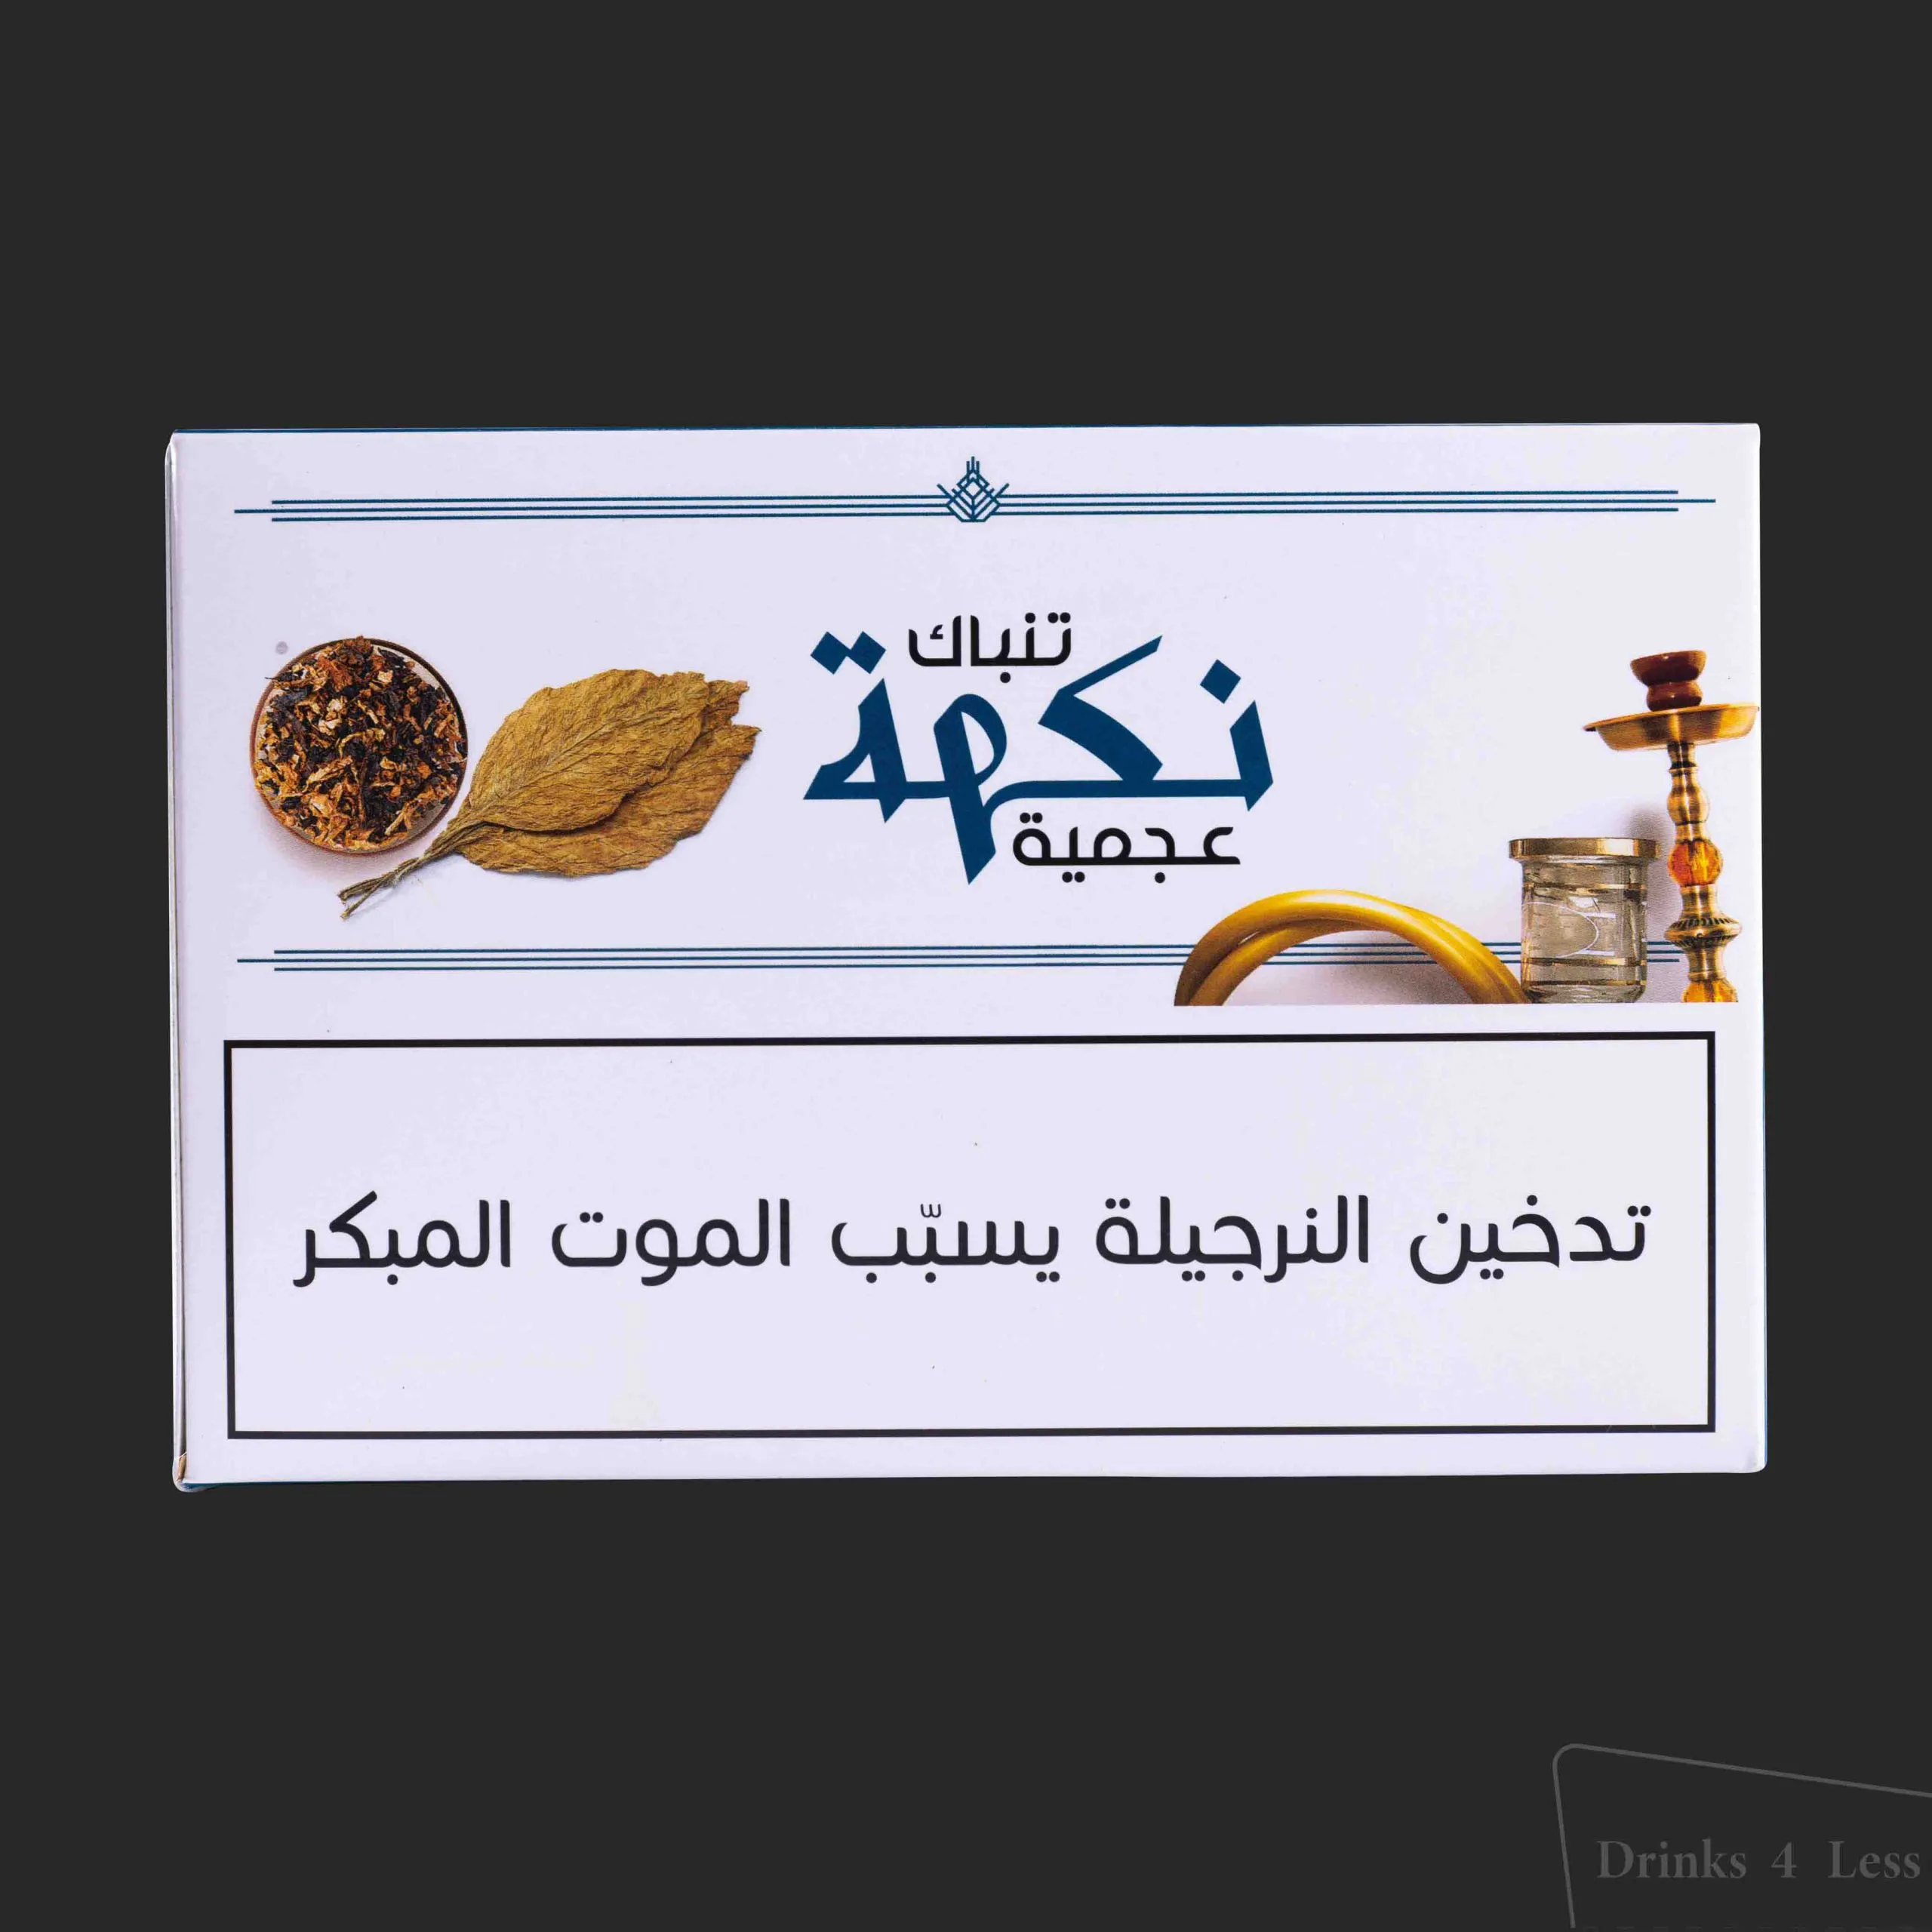 تنباك
نكهة
عجمية
تدخين النرجيلة يسبّب الموت المبكر
Drinks 4 Less